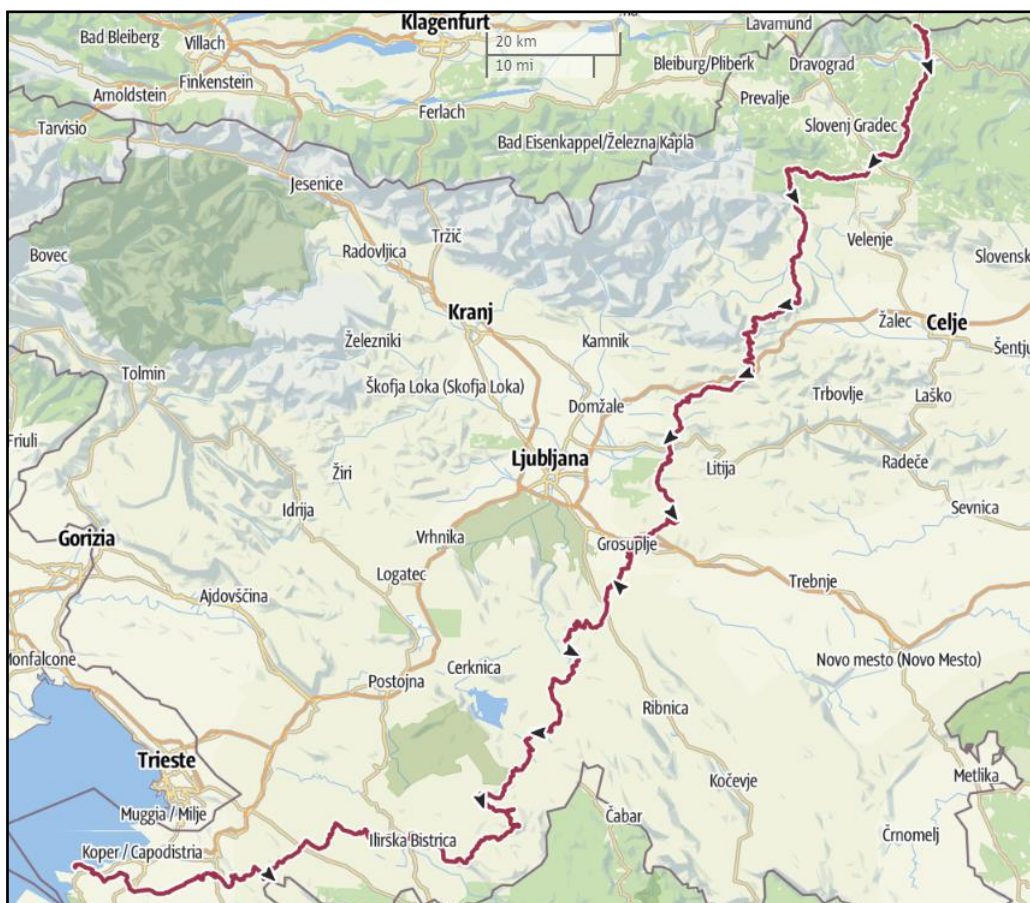 Klagenfurt
Na
Lavamund
Bad Bleiberg
Villach
20 km
10 mi
Bleiburg/Pliberk
Dravograd
Finkenstein
Arnoldstein
Ferlach
Prevalje
Tarvisio
Slovenj Gradec
Bad Eisenkappel/Železna Kapla
Jesenice
Bovec
Tržič
Radovljica
Velenje
Slovensk
Kranj
Žalec
Celje
Železniki
Kamnik
Šentju
Tolmin
Škofja Loka (Skofja Loka)
Trbovlje
Laško
Domžale
Friuli
Ljubljana
Litija
Radeče
Žiri
Idrija
Sevnica
Gorizia
Vrhnika
Grosuplje
Logatec
Trebnje
Ajdovščina
Monfalcone
Cerknica
Novo mesto (Novo Mesto)
Postojna
Ribnica
Trieste
Kočevje
Metlika
Muggia / Milje
Čabar
Črnomelj
Koper / Capodistria
Ilirska Bistrica